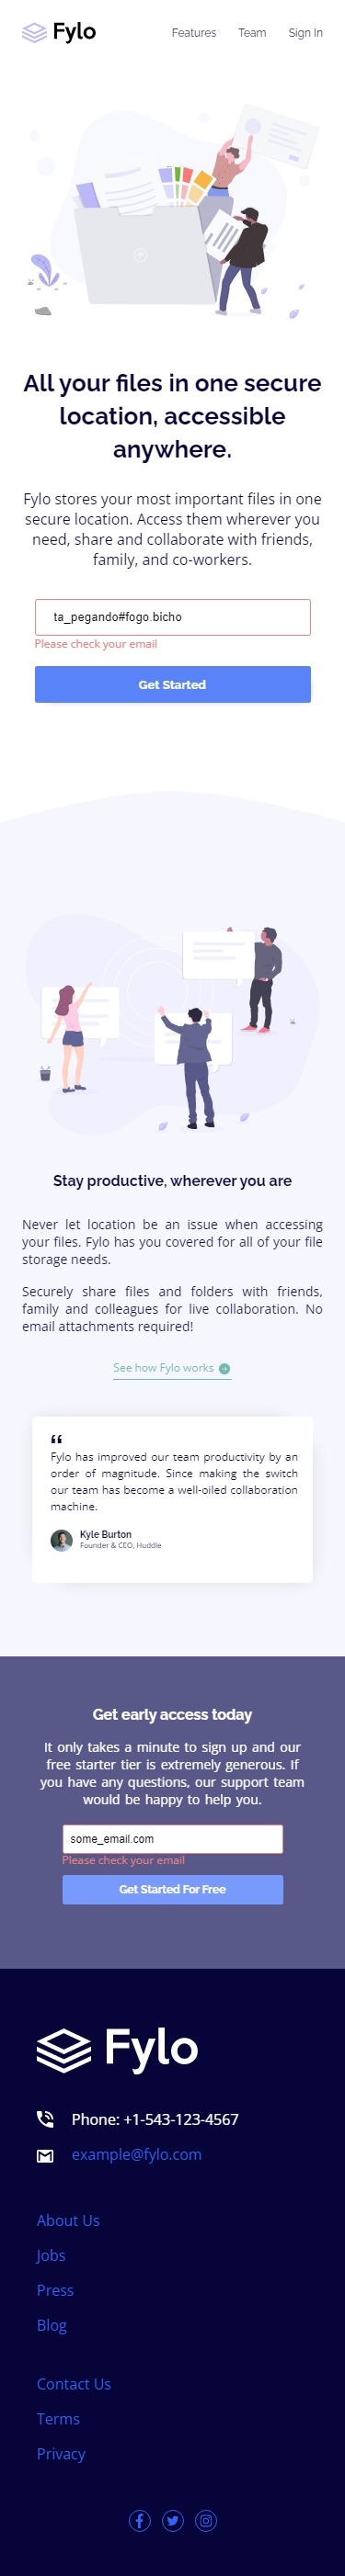 Fylo
Features Team Sign In
All your files in one secure
location, accessible
anywhere.
Fylo stores your most important files in one
secure location. Access them wherever you
need, share and collaborate with friends,
family, and co-workers.
ta_pegando#fogo.bicho
Please check your email
Get Started
Stay productive, wherever you are
Never let location be an issue when accessing
your files. Fylo has you covered for all of your file
storage needs.
Securely share files and folders with friends,
family and colleagues for live collaboration. No
email attachments required!
See how Fylo works
“
Fylo has improved our team productivity by an
order of magnitude. Since making the switch
our team has become a well-oiled collaboration
machine.
Kyle Burton
Founder & CEO, Huddle
Get early access today
It only takes a minute to sign up and our
free starter tier is extremely generous. If
you have any questions, our support team
would be happy to help you.
some_email.com
Please check your email
Get Started For Free
Fylo
Phone: +1-543-123-4567
example@fylo.com
About Us
Jobs
Press
Blog
Contact Us
Terms
Privacy